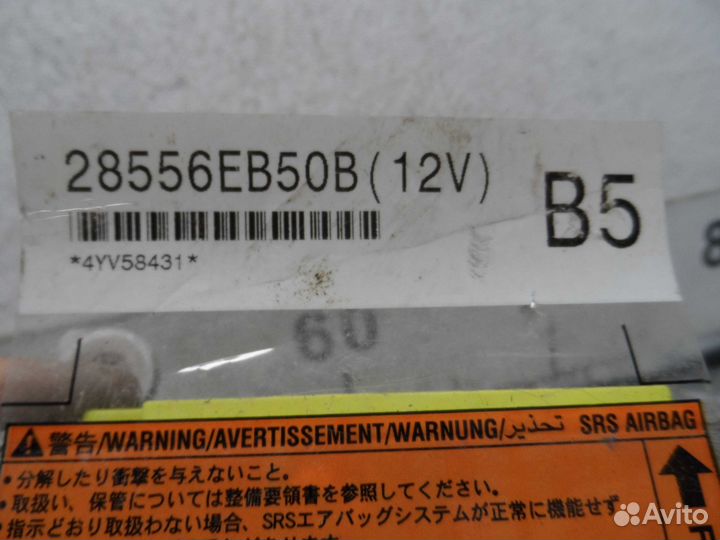 28556EB50B(12V)
B5
*4YV58431*
60
8
⚠ 警告/WARNING/AVERTISSEMENT/WARNUNG/تحذير SRS AIRBAG
・分解したり衝撃を与えないこと。
・取扱い、保管については整備要領書を参照してください。
・指示どおり取扱わない場合、SRSエアバッグシステムが正常に機能せず、
Avito